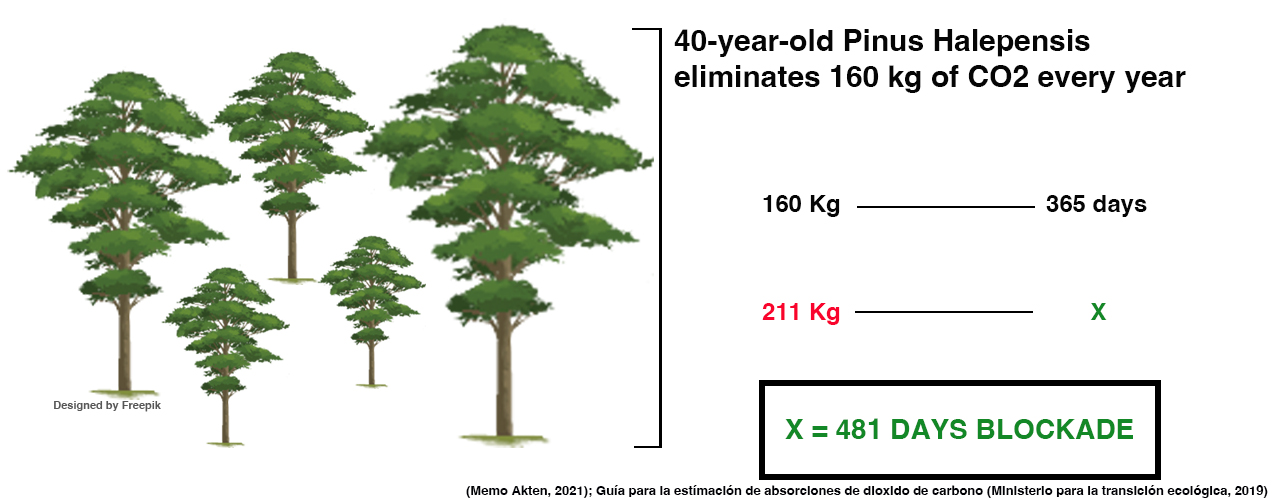 40-year-old Pinus Halepensis
eliminates 160 kg of CO2 every year
160 Kg 365 days
211 Kg X
Designed by Freepik
X = 481 DAYS BLOCKADE
(Memo Akten, 2021); Guía para la estímación de absorciones de dioxido de carbono (Ministerio para la transición ecológica, 2019)